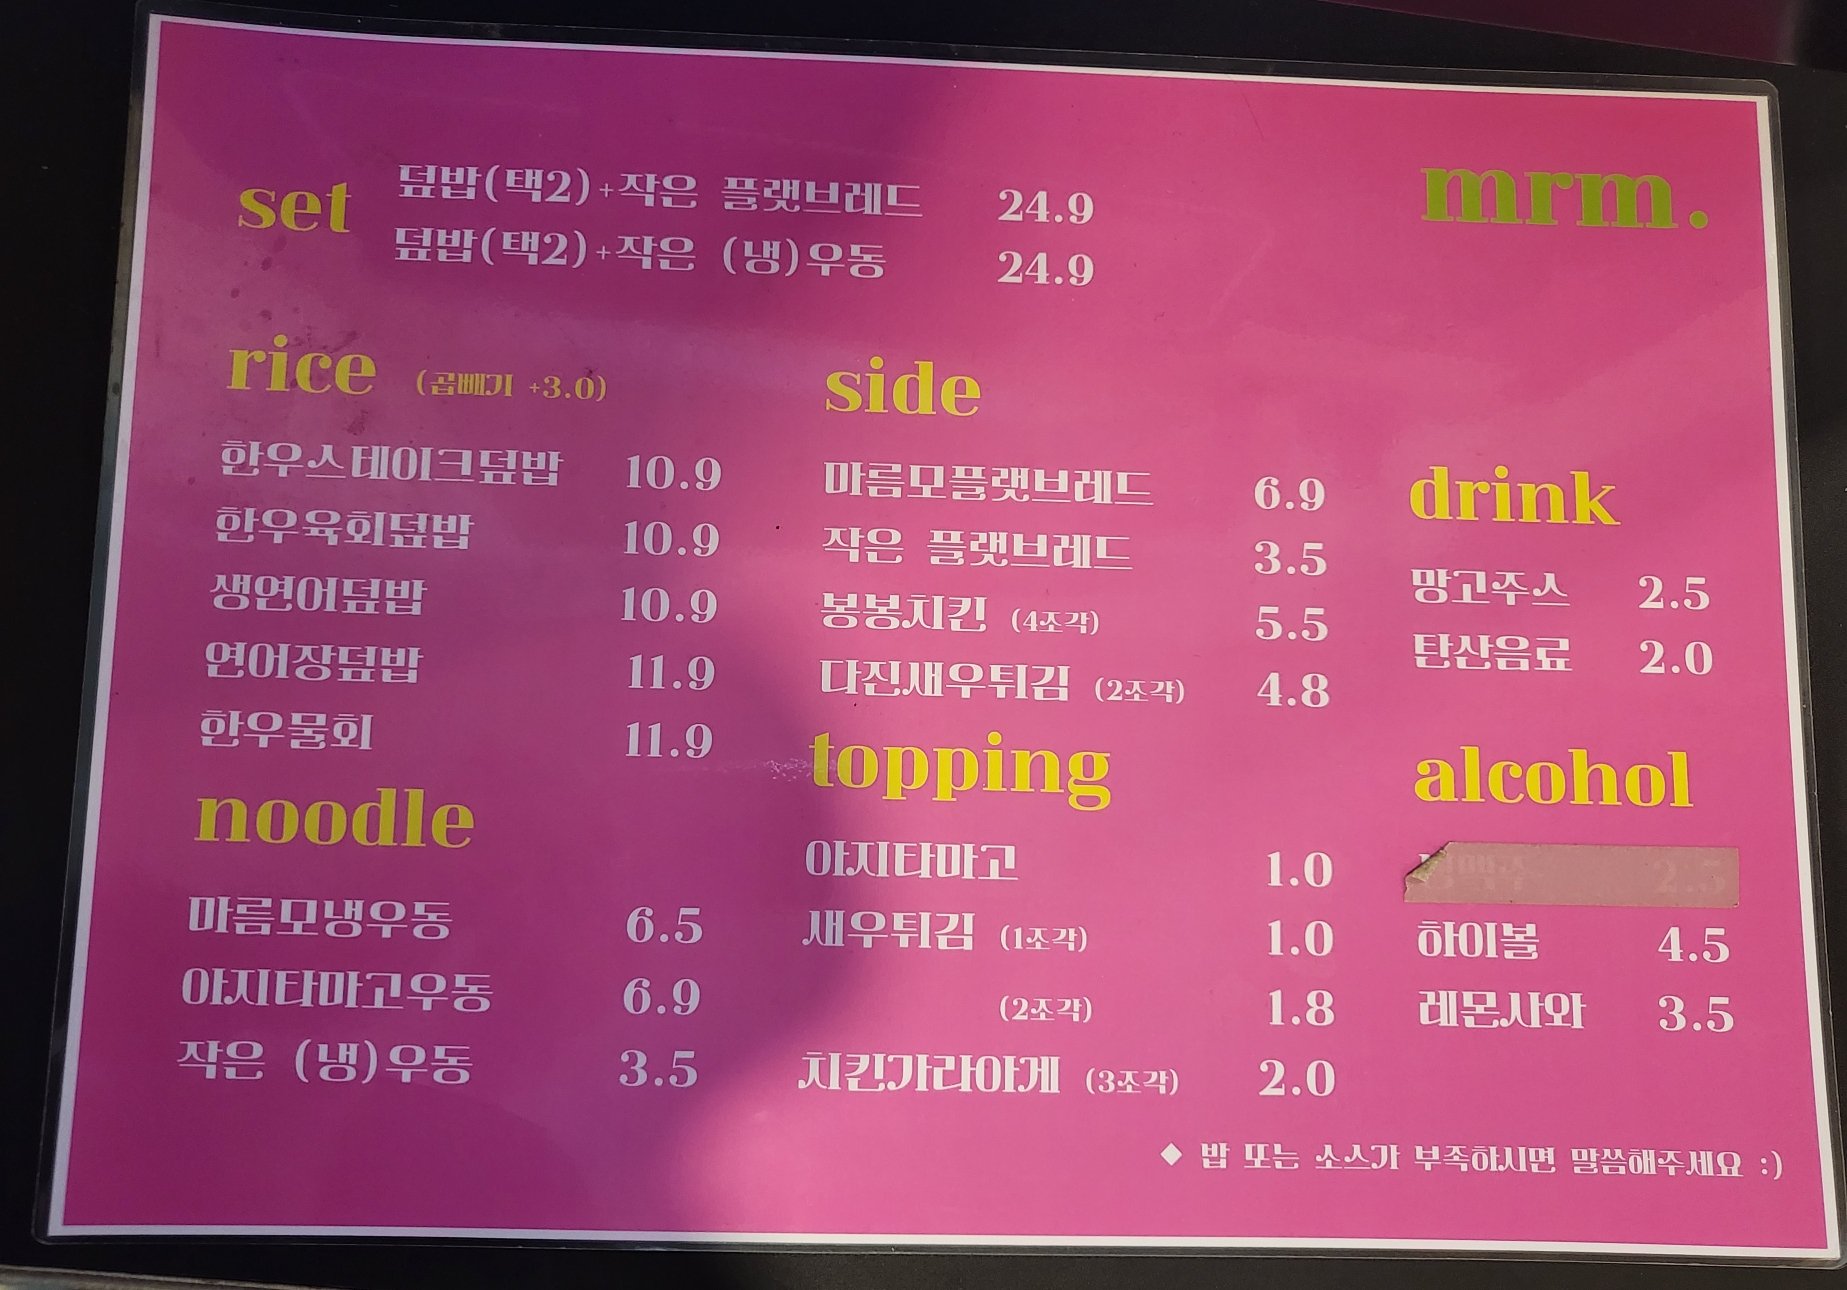 mrm.
set
덮밥(택2)+작은 플랫브레드 24.9
덮밥(택2)+작은 (냉)우동 24.9
rice (곱빼기 +3.0)
한우스테이크덮밥 10.9
한우육회덮밥 10.9
생연어덮밥 10.9
연어장덮밥 11.9
한우물회 11.9
noodle
마름모냉우동 6.5
아지타마고우동 6.9
작은 (냉)우동 3.5
side
마름모플랫브레드 6.9
작은 플랫브레드 3.5
봉봉치킨 (4조각) 5.5
다진새우튀김 (2조각) 4.8
topping
아지타마고 1.0
새우튀김 (1조각) 1.0
(2조각) 1.8
치킨가라아게 (3조각) 2.0
drink
망고주스 2.5
탄산음료 2.0
alcohol
2.5
하이볼 4.5
레몬사와 3.5
◆ 밥 또는 소스가 부족하시면 말씀해주세요 :)